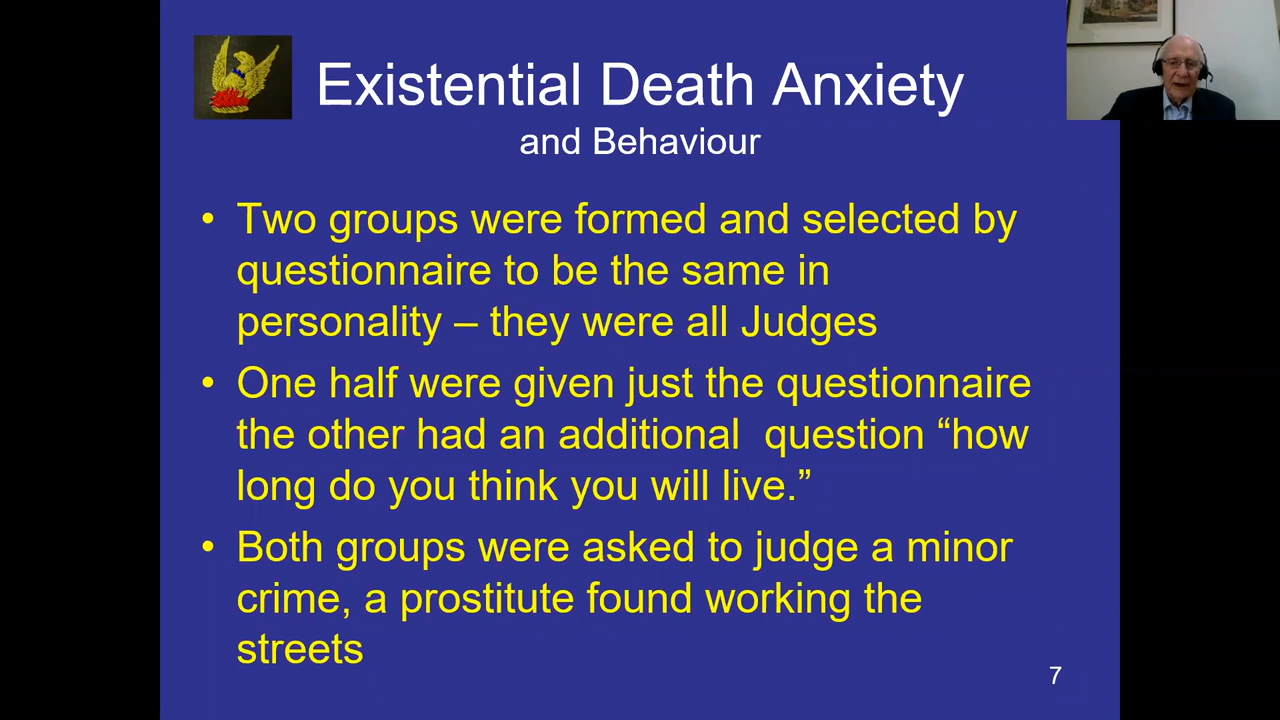 Existential Death Anxiety
and Behaviour
• Two groups were formed and selected by
questionnaire to be the same in
personality – they were all Judges
• One half were given just the questionnaire
the other had an additional  question “how
long do you think you will live.”
• Both groups were asked to judge a minor
crime, a prostitute found working the
streets
7